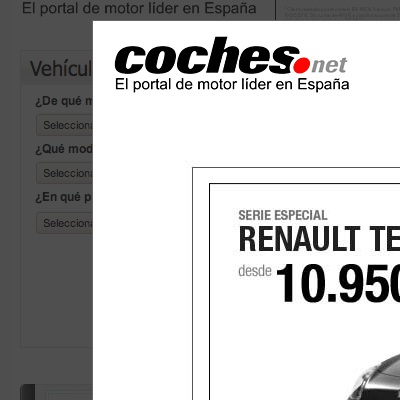 El portal de motor líder en España
coches.net
El portal de motor líder en España
Vehícul
¿De qué m
Selecciona
¿Qué mod
Selecciona
¿En qué p
Selecciona
SERIE ESPECIAL
RENAULT TE
desde 10.950